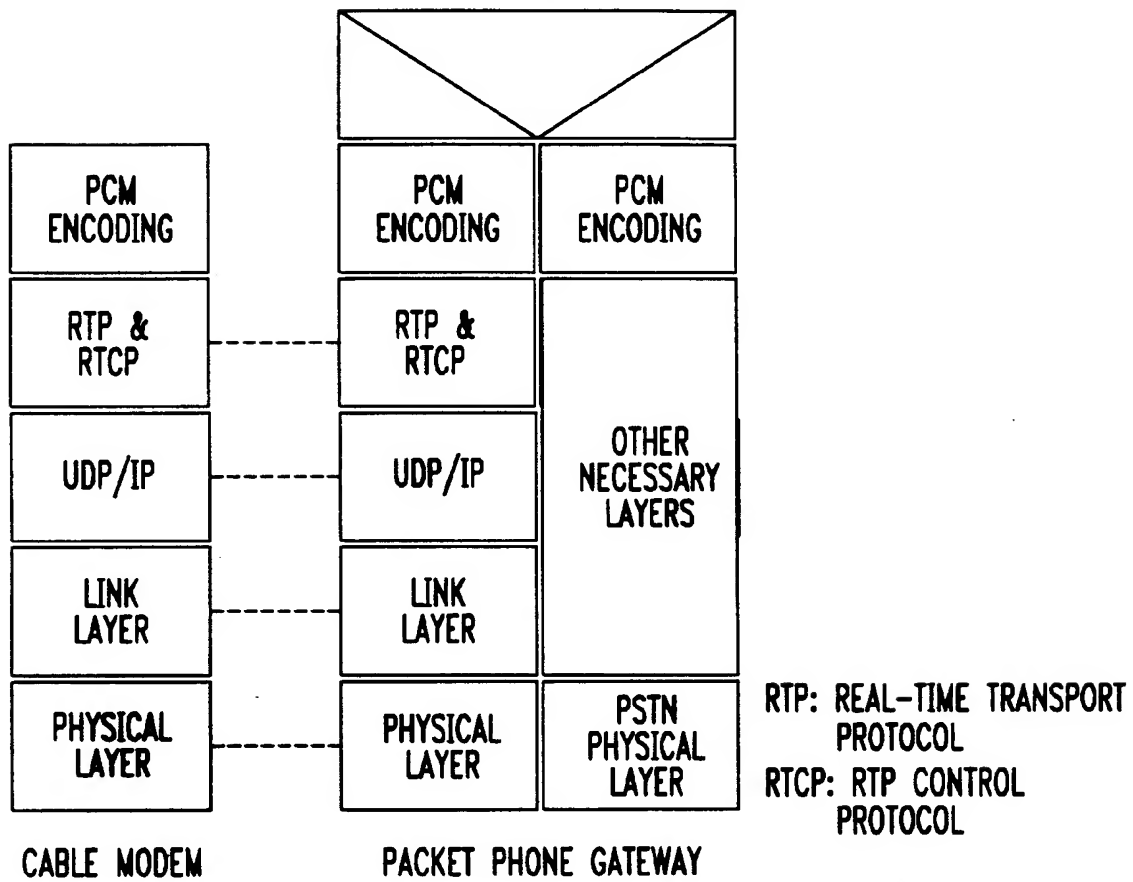 PCM
ENCODING
PCM
ENCODING
PCM
ENCODING
RTP &
RTCP
RTP &
RTCP
OTHER
NECESSARY
LAYERS
UDP/IP
UDP/IP
LINK
LAYER
LINK
LAYER
PHYSICAL
LAYER
PHYSICAL
LAYER
PSTN
PHYSICAL
LAYER
RTP: REAL-TIME TRANSPORT
PROTOCOL
RTCP: RTP CONTROL
PROTOCOL
CABLE MODEM
PACKET PHONE GATEWAY